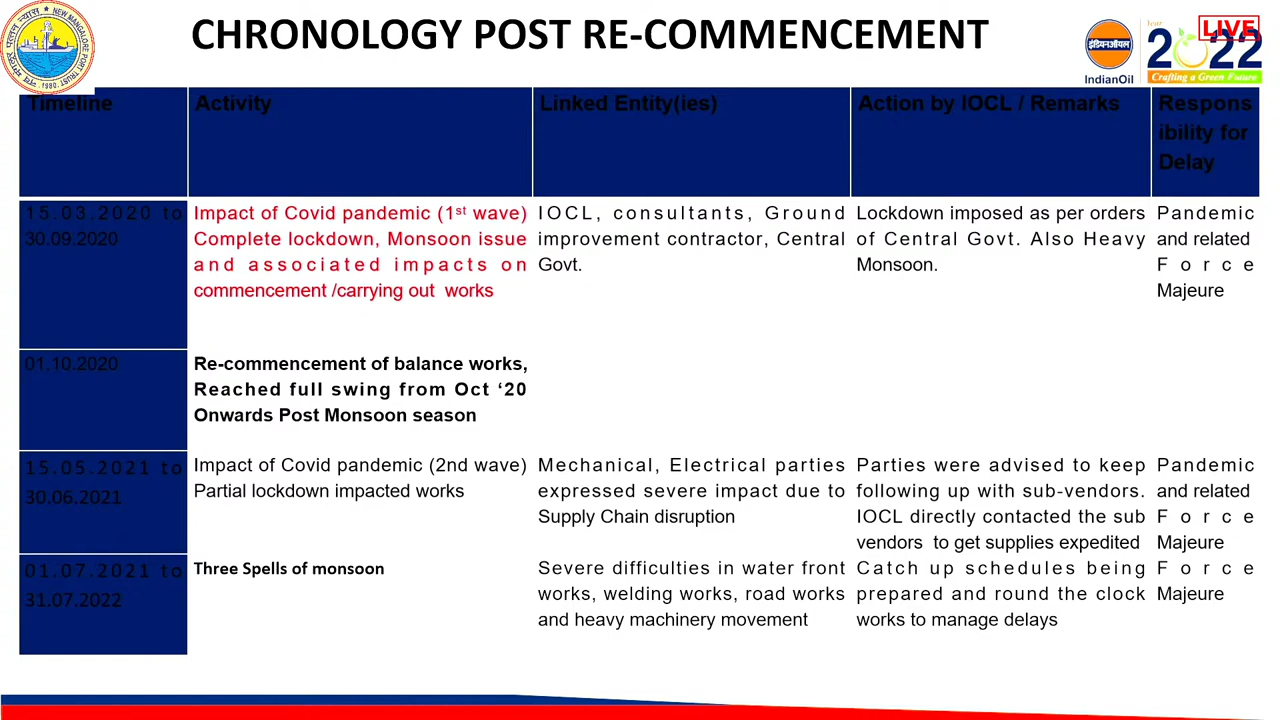 CHRONOLOGY POST RE-COMMENCEMENT
NEW MANGALORE PORT TRUST
1980
इंडियनऑयल
IndianOil
Year
2022
LIVE
Crafting a Green Future
Timeline
Activity
Linked Entity(ies)
Action by IOCL / Remarks
Respons
ibility for
Delay
15.03.2020 to
30.09.2020
Impact of Covid pandemic (1st wave)
Complete lockdown, Monsoon issue
and associated impacts on
commencement /carrying out works
IOCL, consultants, Ground
improvement contractor, Central
Govt.
Lockdown imposed as per orders
of Central Govt. Also Heavy
Monsoon.
Pandemic
and related
Force
Majeure
01.10.2020
Re-commencement of balance works,
Reached full swing from Oct ‘20
Onwards Post Monsoon season
15.05.2021 to
30.06.2021
Impact of Covid pandemic (2nd wave)
Partial lockdown impacted works
Mechanical, Electrical parties
expressed severe impact due to
Supply Chain disruption
Parties were advised to keep
following up with sub-vendors.
IOCL directly contacted the sub
vendors to get supplies expedited
Pandemic
and related
Force
Majeure
01.07.2021 to
31.07.2022
Three Spells of monsoon
Severe difficulties in water front
works, welding works, road works
and heavy machinery movement
Catch up schedules being
prepared and round the clock
works to manage delays
Force
Majeure